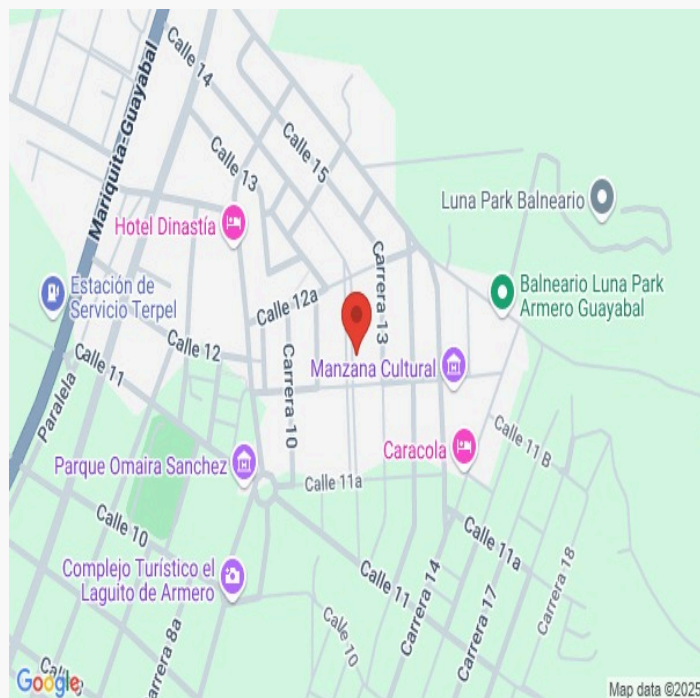 Calle 14
Mariquita-Guayabal
Calle 15
Calle 13
Luna Park Balneario
Hotel Dinastía
Carrera 13
Estación de
Servicio Terpel
Balneario Luna Park
Armero Guayabal
Calle 12a
Calle 12
Calle 11
Carrera 10
Manzana Cultural
Paralela
Caracola
Calle 11 B
Parque Omaira Sanchez
Calle 11a
Calle 10
Calle 11a
Complejo Turístico el
Laguito de Armero
Calle 11
Carrera 14
Carrera 18
Calle 10
Carrera 17
arrera 8a
Google
Map data ©2025